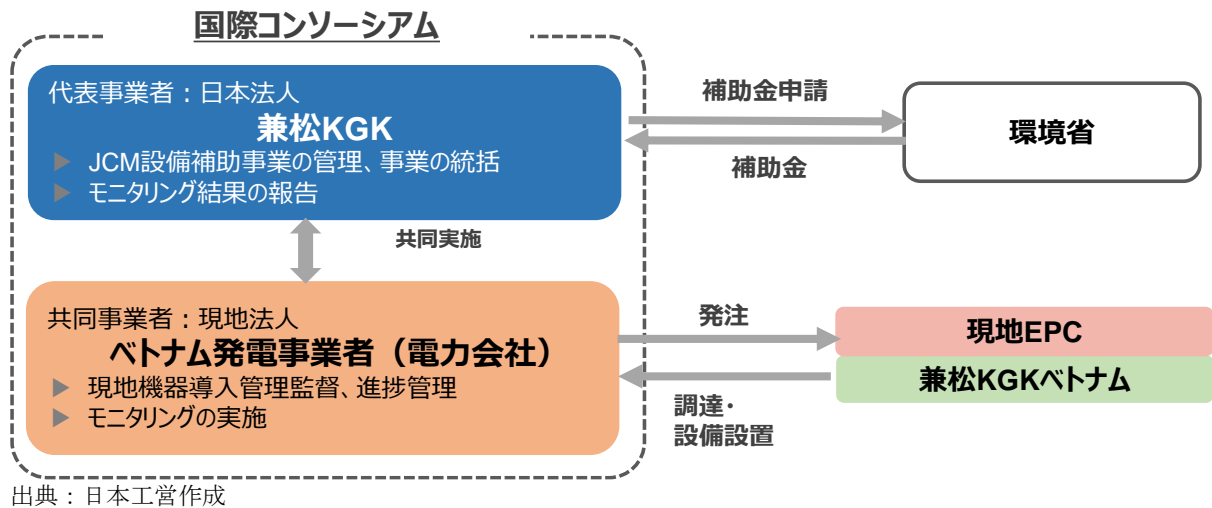 国際コンソーシアム
代表事業者：日本法人
兼松KGK
▶ JCM設備補助事業の管理、事業の統括
▶ モニタリング結果の報告
補助金申請
補助金
環境省
共同実施
共同事業者：現地法人
ベトナム発電事業者（電力会社）
▶ 現地機器導入管理監督、進捗管理
▶ モニタリングの実施
発注
調達・
設備設置
現地EPC
兼松KGKベトナム
出典：日本工営作成